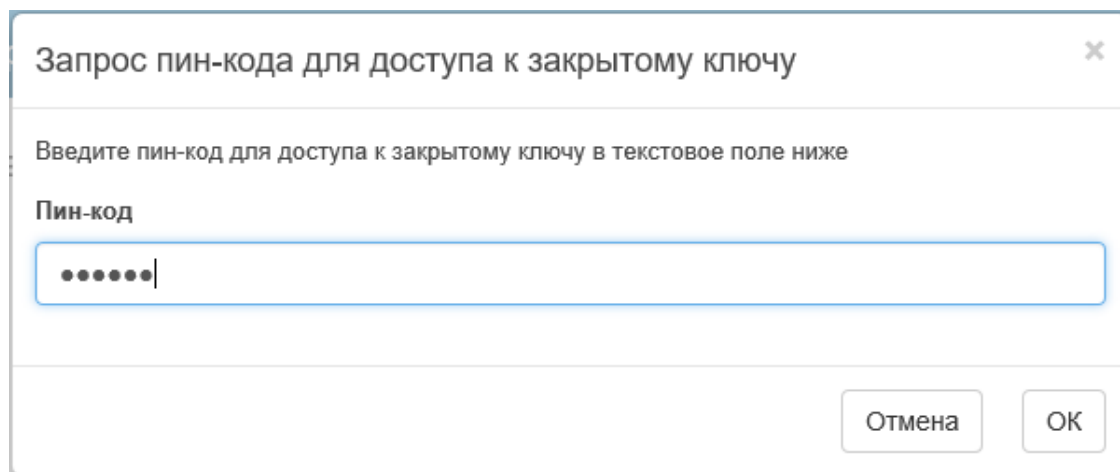 Запрос пин-кода для доступа к закрытому ключу
×
Введите пин-код для доступа к закрытому ключу в текстовое поле ниже
Пин-код
••••••
Отмена
ОК